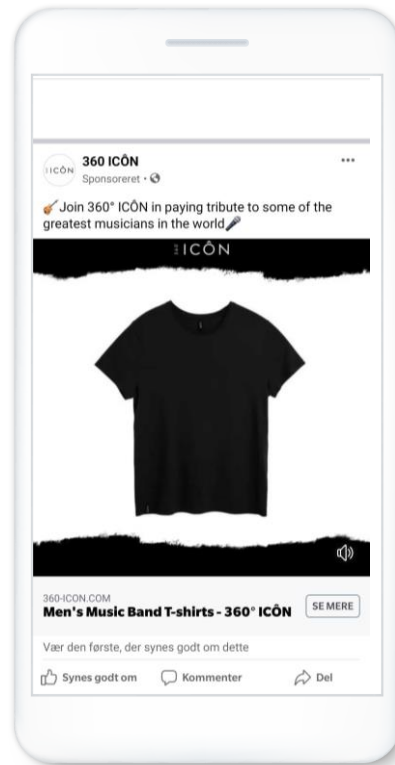 ICÔN
360 ICÔN
Sponsoreret ·
Join 360° ICÔN in paying tribute to some of the
greatest musicians in the world
360 ICÔN
360-ICON.COM
Men's Music Band T-shirts - 360° ICÔN
SE MERE
Vær den første, der synes godt om dette
Synes godt om
Kommenter
Del